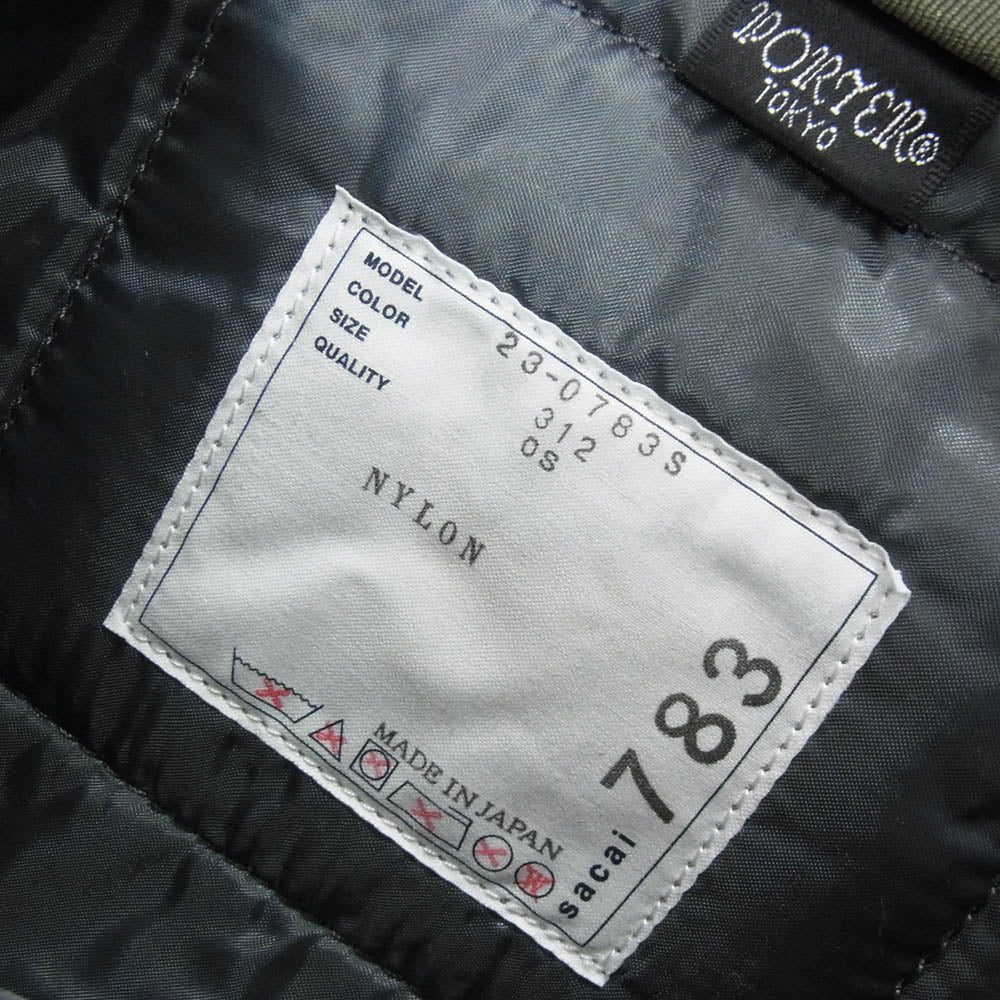 PORTER®
TOKYO
MODEL 23-0783S
COLOR 312
SIZE OS
QUALITY
NYLON
783
sacai
MADE IN JAPAN
W